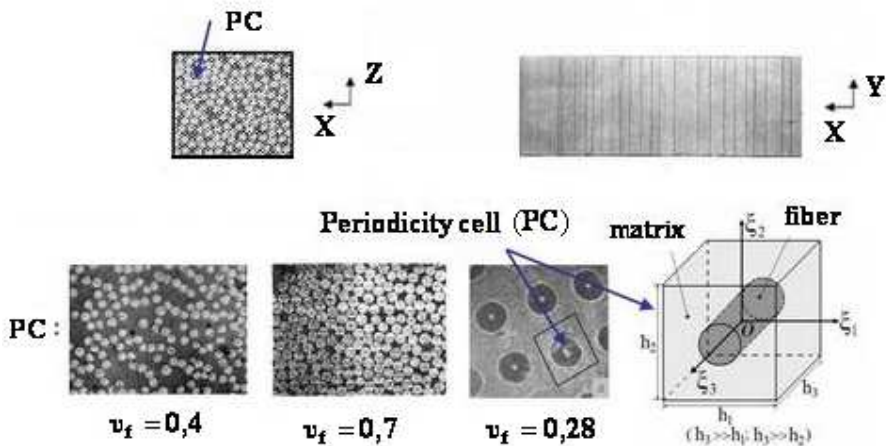 PC
Z
X
Y
X
Periodicity cell (PC)
matrix
fiber
ξ2
PC :
O
ξ1
h2
ξ3
h3
h1
υf = 0,4
υf = 0,7
υf = 0,28
(h3>>h1; h3>>h2)